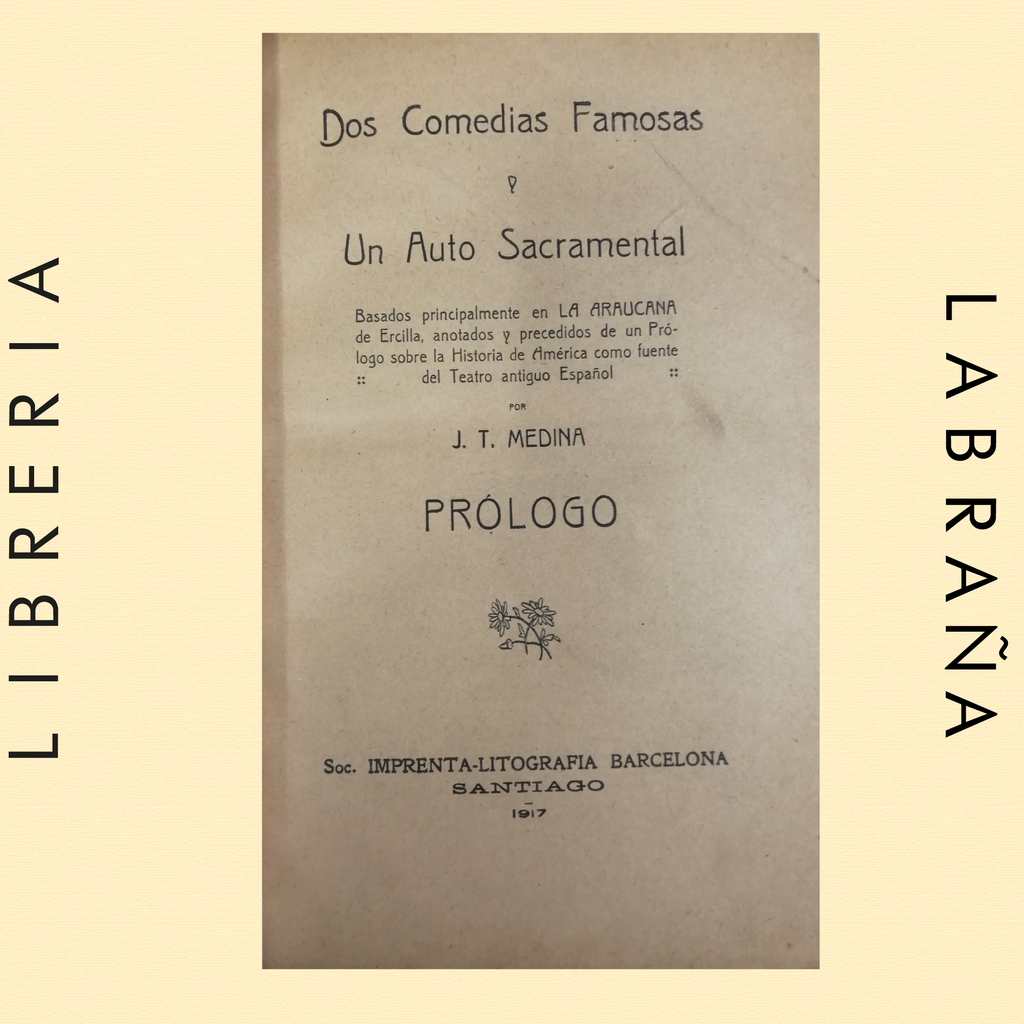 LIBRERIA
Dos Comedias Famosas
y
Un Auto Sacramental
Basados principalmente en LA ARAUCANA
de Ercilla, anotados y precedidos de un Pró-
logo sobre la Historia de América como fuente
:: del Teatro antiguo Español ::
POR
J. T. MEDINA
PRÓLOGO
Soc. IMPRENTA-LITOGRAFIA BARCELONA
SANTIAGO
—
1917
LABRAÑA